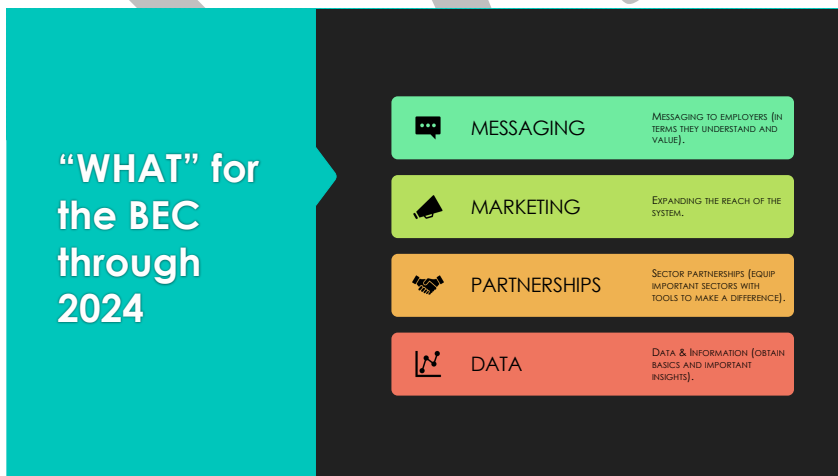 “WHAT” for
the BEC
through
2024
MESSAGING
MESSAGING TO EMPLOYERS (IN
TERMS THEY UNDERSTAND AND
VALUE).
MARKETING
EXPANDING THE REACH OF THE
SYSTEM.
PARTNERSHIPS
SECTOR PARTNERSHIPS (EQUIP
IMPORTANT SECTORS WITH
TOOLS TO MAKE A DIFFERENCE).
DATA
DATA & INFORMATION (OBTAIN
BASICS AND IMPORTANT
INSIGHTS).